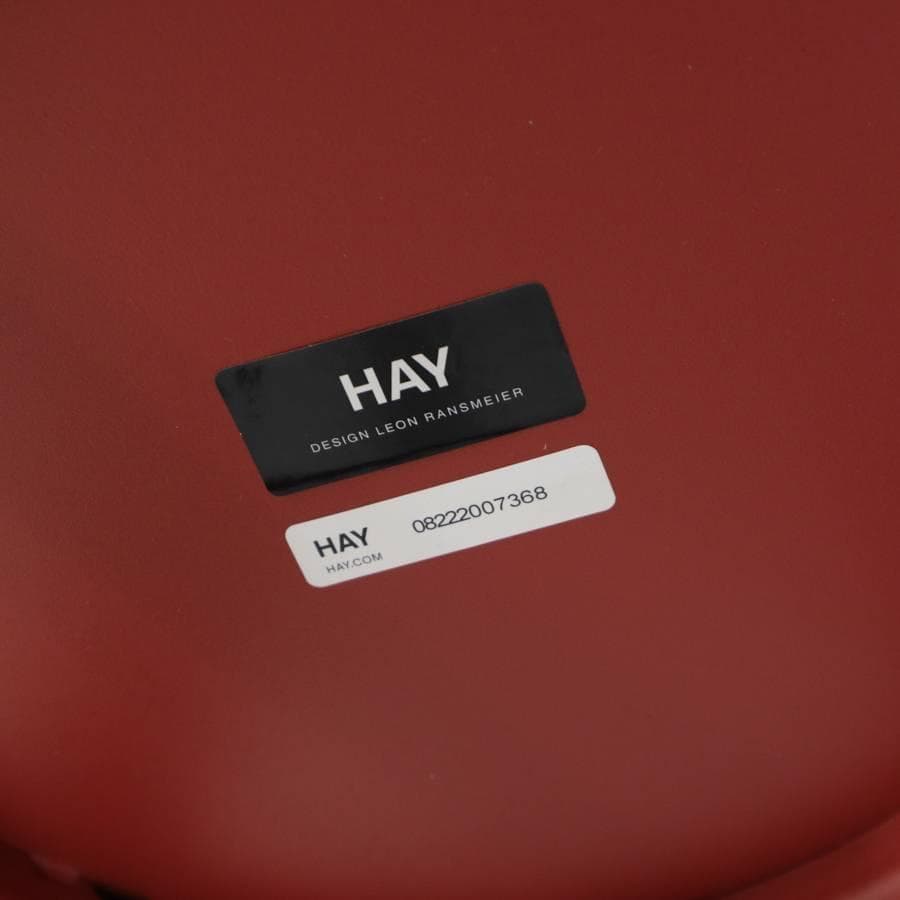 HAY
DESIGN LEON RANSMEIER
HAY 08222007368
HAY.COM